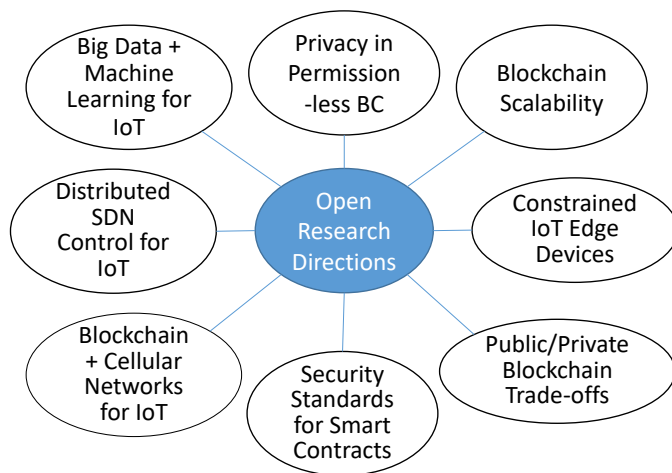 Big Data +
Machine
Learning for
IoT
Privacy in
Permission
-less BC
Blockchain
Scalability
Distributed
SDN
Control for
IoT
Open
Research
Directions
Constrained
IoT Edge
Devices
Blockchain
+ Cellular
Networks
for IoT
Security
Standards
for Smart
Contracts
Public/Private
Blockchain
Trade-offs